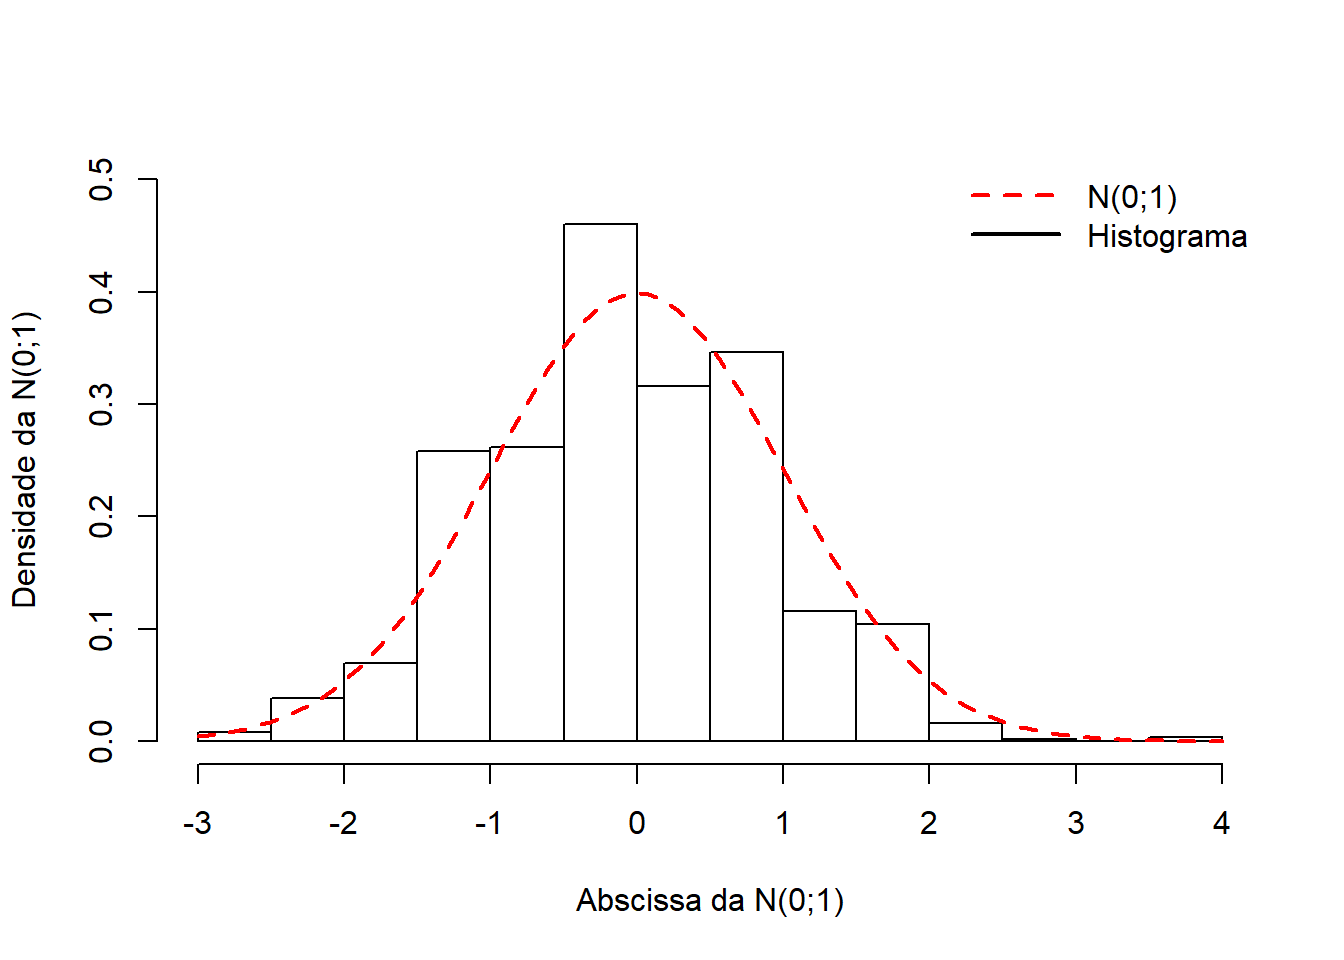 N(0;1)
Histograma
Densidade da N(0;1)
0.5
0.4
0.3
0.2
0.1
0.0
-3 -2 -1 0 1 2 3 4
Abscissa da N(0;1)